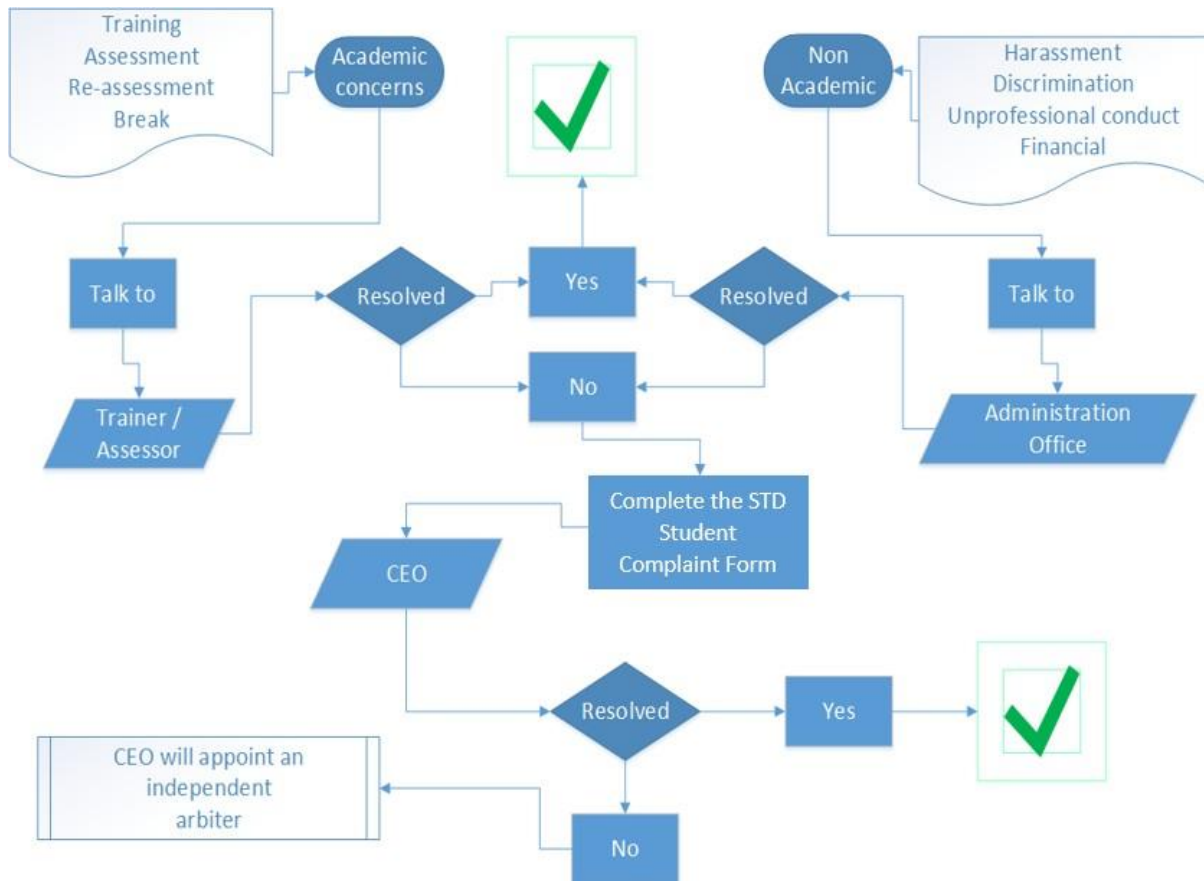 Training
Assessment
Re-assessment
Break
Academic
concerns
Non
Academic
Harassment
Discrimination
Unprofessional conduct
Financial
Talk to
Resolved
Yes
Resolved
Talk to
No
Trainer /
Assessor
Administration
Office
Complete the STD
Student
Complaint Form
CEO
Resolved
Yes
CEO will appoint an
independent
arbiter
No